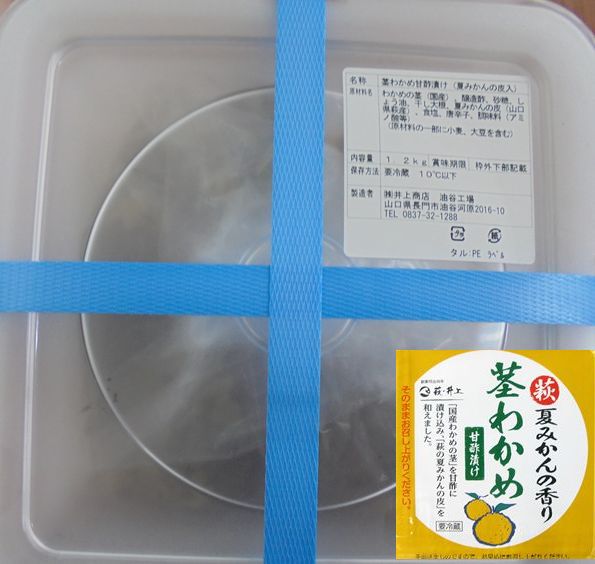 名称 茎わかめ甘酢漬け（夏みかんの皮入）
原材料名 わかめの茎（国産）、醸造酢、砂糖、し
ょう油、干し大根、夏みかんの皮（山口
県萩産）、食塩、唐辛子、調味料（アミ
ノ酸等）
（原材料の一部に小麦、大豆を含む）
内容量 1．2kg 賞味期限 枠外下部記載
保存方法 要冷蔵 10℃以下
製造者 ㈱井上商店 油谷工場
山口県長門市油谷河原2016-10
TEL 0837-32-1288
プラ 紙
タル:PE ラベル
萩 夏みかんの香り
茎わかめ
甘酢漬け
萩・井上
「国産わかめの茎」を甘酢に
漬け込み、「萩の夏みかんの皮」を
和えました。
要冷蔵
そのままお召し上がりください。